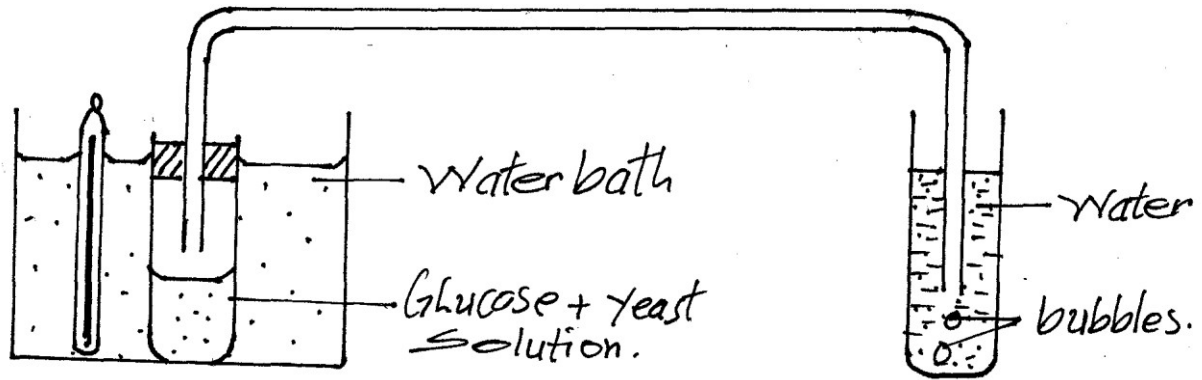 Water bath
Water
Glucose + yeast
Solution.
bubbles.